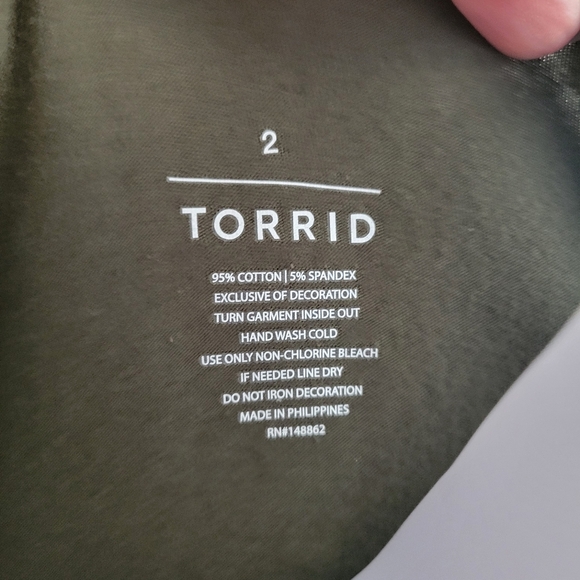 2
TORRID
95% COTTON | 5% SPANDEX
EXCLUSIVE OF DECORATION
TURN GARMENT INSIDE OUT
HAND WASH COLD
USE ONLY NON-CHLORINE BLEACH
IF NEEDED LINE DRY
DO NOT IRON DECORATION
MADE IN PHILIPPINES
RN#148862